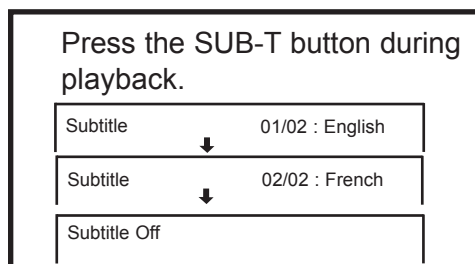 Press the SUB-T button during
playback.
Subtitle 01/02 : English
Subtitle 02/02 : French
Subtitle Off